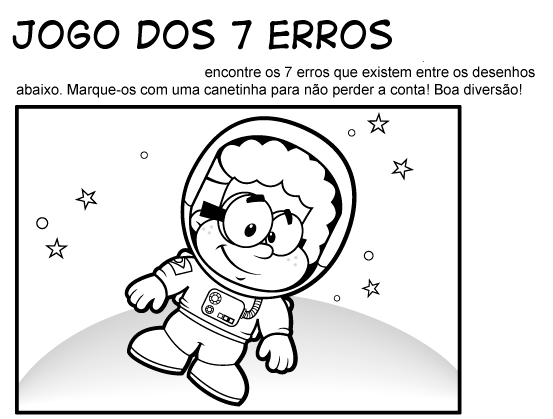 JOGO DOS 7 ERROS
encontre os 7 erros que existem entre os desenhos
abaixo. Marque-os com uma canetinha para não perder a conta! Boa diversão!